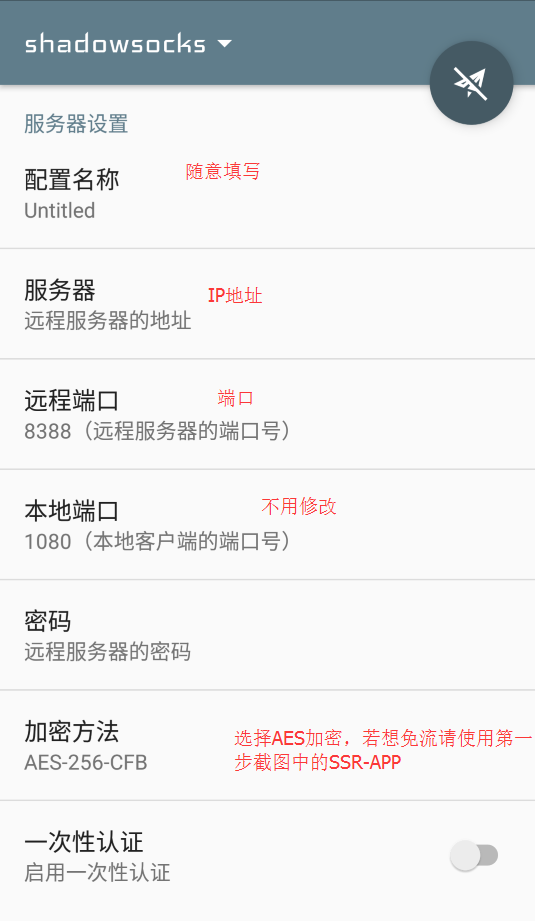 shadowsocks
服务器设置
配置名称
随意填写
Untitled
服务器
IP地址
远程服务器的地址
远程端口
端口
8388（远程服务器的端口号）
本地端口
不用修改
1080（本地客户端的端口号）
密码
远程服务器的密码
加密方法
选择AES加密，若想免流请使用第一
AES-256-CFB
步截图中的SSR-APP
一次性认证
启用一次性认证